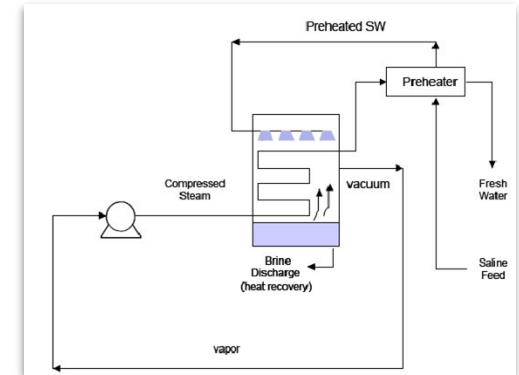 Preheated SW
Preheater
Compressed
Steam
vacuum
Fresh
Water
Brine
Discharge
(heat recovery)
Saline
Feed
vapor